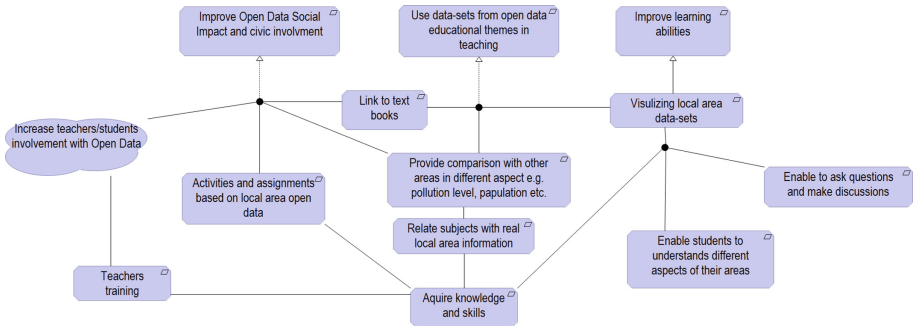 Improve Open Data Social
Impact and civic involvment
Use data-sets from open data
educational themes in
teaching
Improve learning
abilities
Link to text
books
Visulizing local area
data-sets
Increase teachers/students
involvement with Open Data
Activities and assignments
based on local area open
data
Provide comparison with other
areas in different aspect e.g.
pollution level, papulation etc.
Enable to ask questions
and make discussions
Relate subjects with real
local area information
Enable students to
understands different
aspects of their areas
Teachers
training
Aquire knowledge
and skills